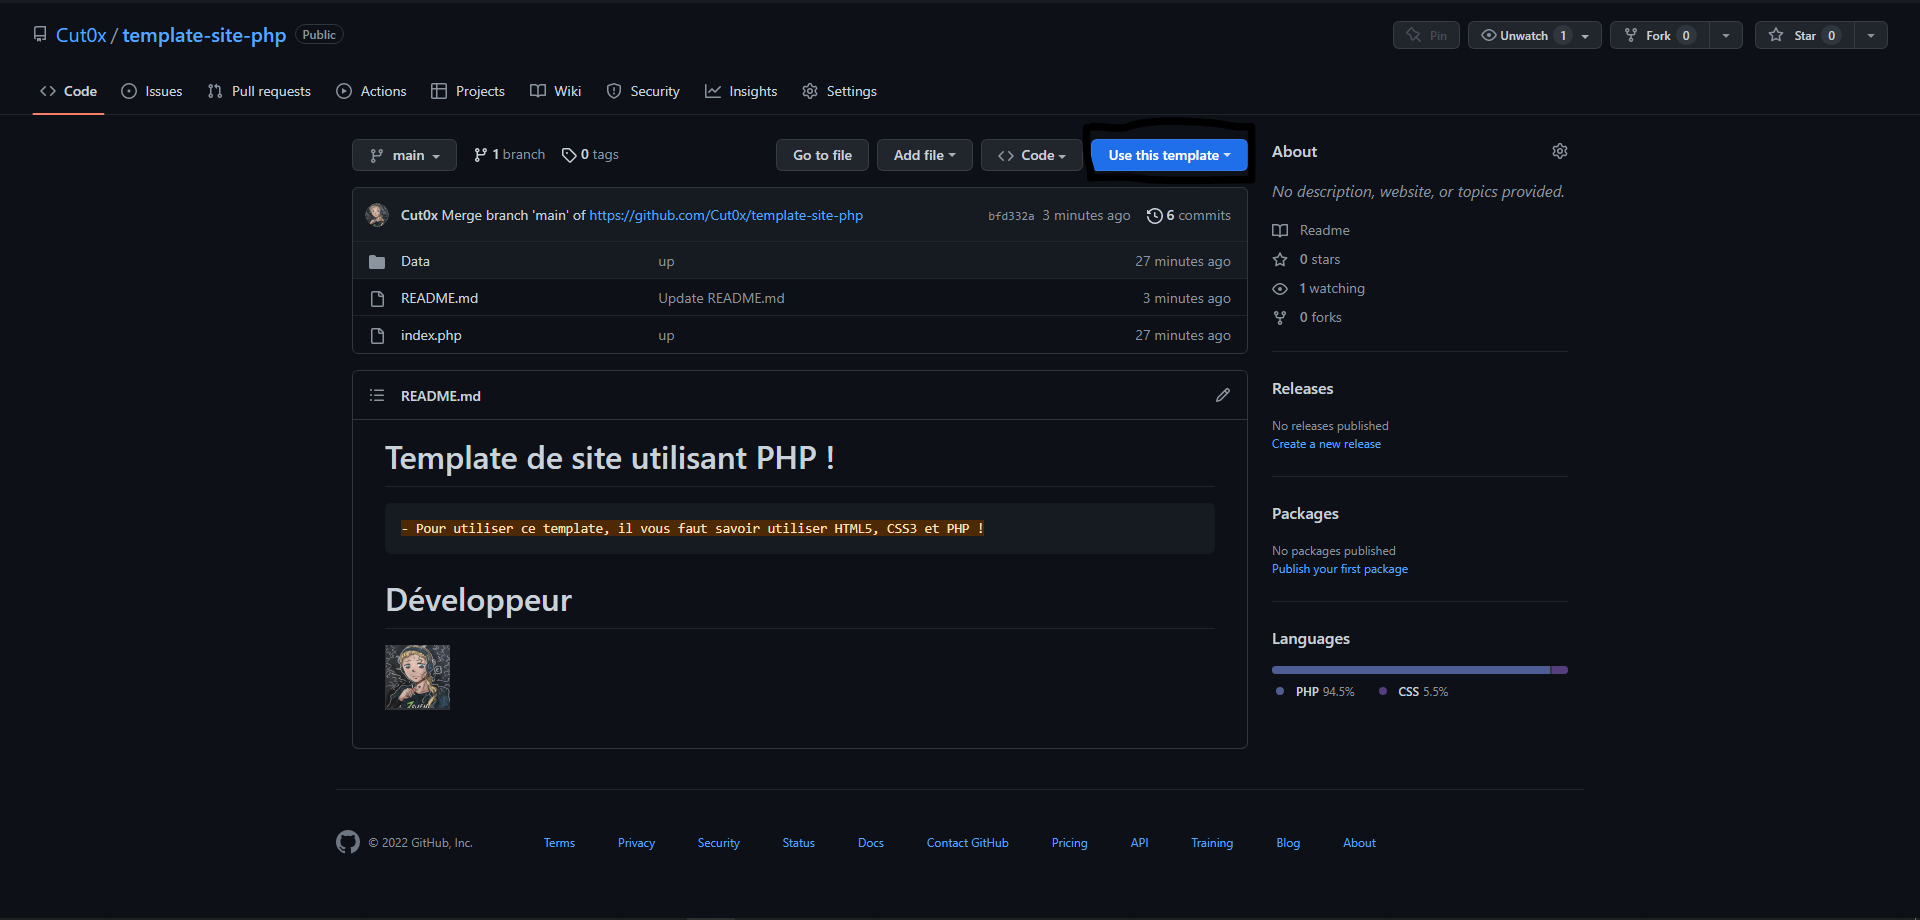 Cut0x / template-site-php Public
Pin Unwatch 1 Fork 0 Star 0
Code Issues Pull requests Actions Projects Wiki Security Insights Settings
main 1 branch 0 tags Go to file Add file Code Use this template
Cut0x Merge branch 'main' of https://github.com/Cut0x/template-site-php bfd332a 3 minutes ago 6 commits
Data up 27 minutes ago
README.md Update README.md 3 minutes ago
index.php up 27 minutes ago
README.md
Template de site utilisant PHP !
- Pour utiliser ce template, il vous faut savoir utiliser HTML5, CSS3 et PHP !
Développeur
About
No description, website, or topics provided.
Readme
0 stars
1 watching
0 forks
Releases
No releases published
Create a new release
Packages
No packages published
Publish your first package
Languages
PHP 94.5% CSS 5.5%
© 2022 GitHub, Inc. Terms Privacy Security Status Docs Contact GitHub Pricing API Training Blog About